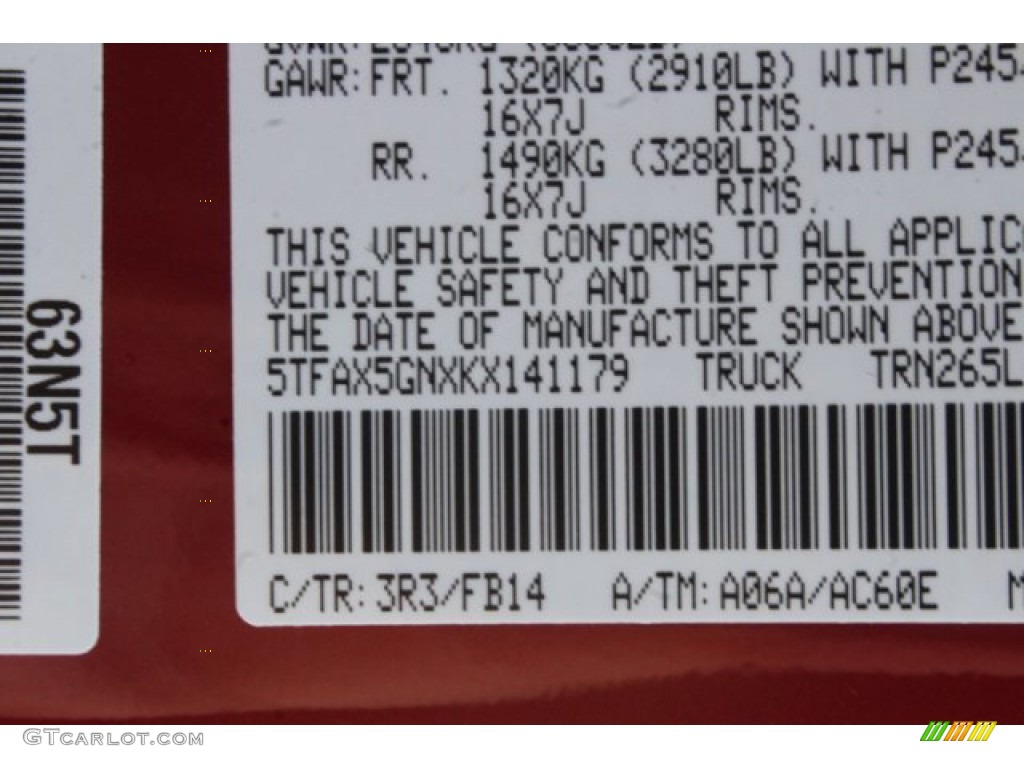 GAWR: FRT. 1320KG (2910LB) WITH P245
16X7J RIMS.
RR. 1490KG (3280LB) WITH P245
16X7J RIMS.
THIS VEHICLE CONFORMS TO ALL APPLIC
VEHICLE SAFETY AND THEFT PREVENTION
THE DATE OF MANUFACTURE SHOWN ABOVE
5TFAX5GNXKX141179 TRUCK TRN265L
C/TR: 3R3/FB14 A/TM: A06A/AC60E M
63N5T
GTCARLOT.COM